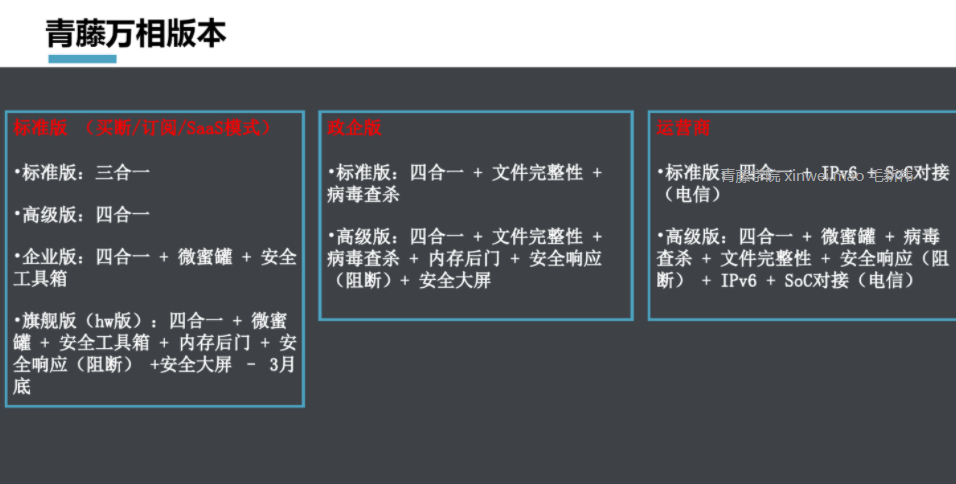 青藤万相版本
标准版 （买断/订阅/SaaS模式）
•标准版：三合一
•高级版：四合一
•企业版：四合一 + 微蜜罐 + 安全
工具箱
•旗舰版（hw版）：四合一 + 微蜜
罐 + 安全工具箱 + 内存后门 + 安
全响应（阻断） +安全大屏 – 3月
底
政企版
•标准版：四合一 + 文件完整性 +
病毒查杀
•高级版：四合一 + 文件完整性 +
病毒查杀 + 内存后门 + 安全响应
（阻断）+ 安全大屏
运营商
•标准版：四合一 + IPv6 + SoC对接
（电信）
•高级版：四合一 + 微蜜罐 + 病毒
查杀 + 文件完整性 + 安全响应（阻
断） + IPv6 + SoC对接（电信）
青藤学院 xinwei.mao